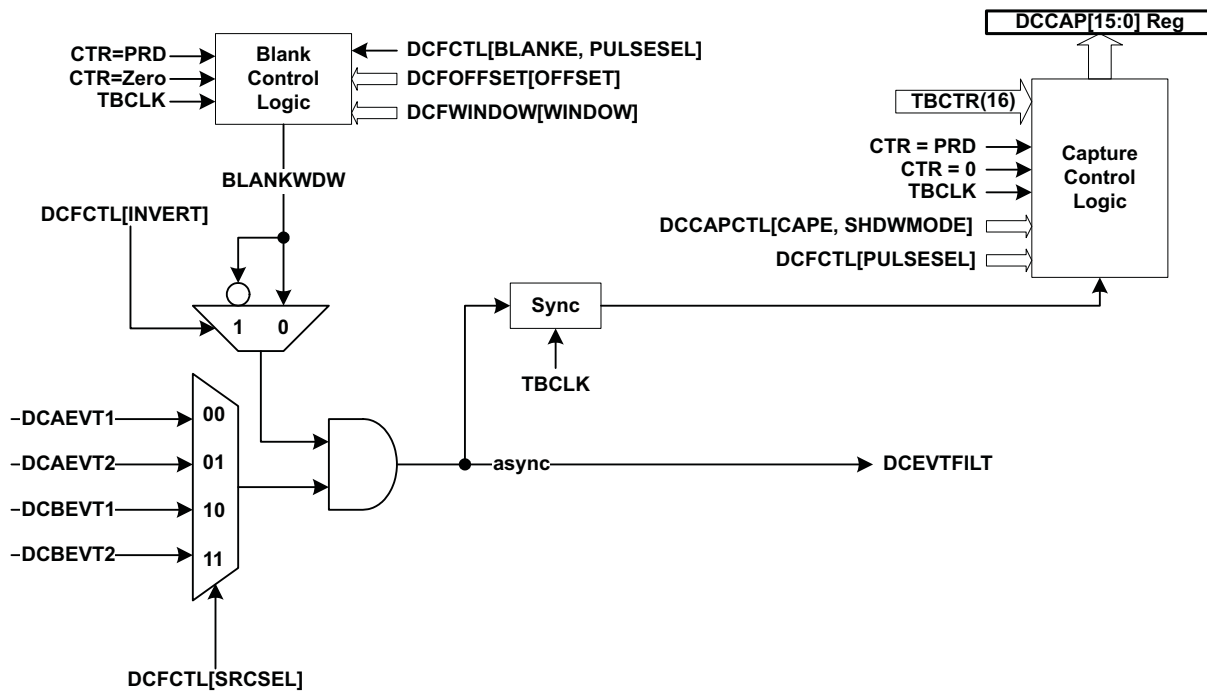 DCCAP[15:0] Reg
CTR=PRD
CTR=Zero
TBCLK
Blank
Control
Logic
DCFCTL[BLANKE, PULSESEL]
DCFOFFSET[OFFSET]
DCFWINDOW[WINDOW]
TBCTR(16)
CTR = PRD
CTR = 0
TBCLK
DCCAPCTL[CAPE, SHDWMODE]
DCFCTL[PULSESEL]
Capture
Control
Logic
BLANKWDW
DCFCTL[INVERT]
1 0
Sync
TBCLK
DCAEVT1
DCAEVT2
DCBEVT1
DCBEVT2
00
01
10
11
async
DCEVTFILT
DCFCTL[SRCSEL]